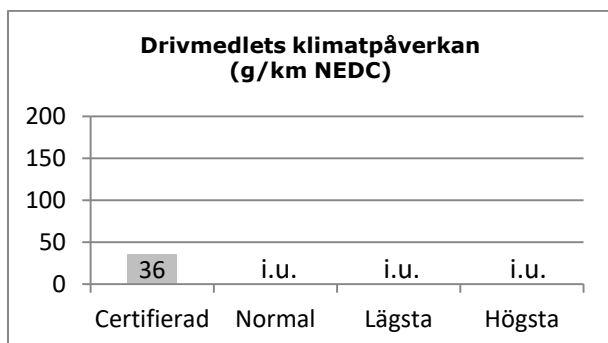 Drivmedlets klimatpåverkan
(g/km NEDC)
200
150
100
50
0
36 i.u. i.u. i.u.
Certifierad Normal Lägsta Högsta